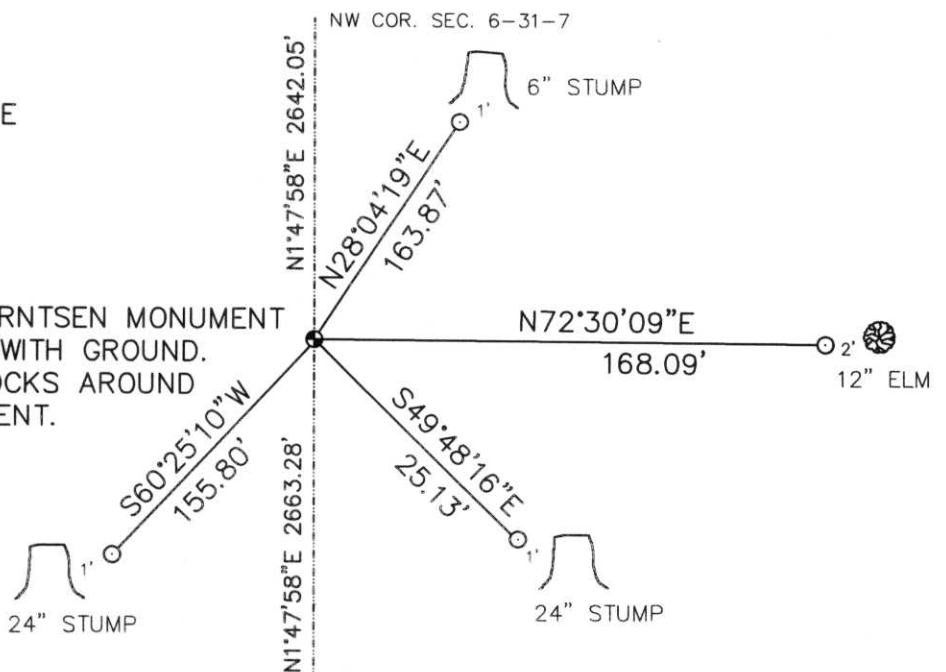 NW COR. SEC. 6-31-7
N1°47'58"E 2642.05'
6" STUMP
1'
E
N28°04'19"E
163.87'
RNTSEN MONUMENT
WITH GROUND.
OCKS AROUND
ENT.
N72°30'09"E
168.09'
2'
12" ELM
S60°25'10"W
155.80'
S49°48'16"E
25.13'
N1°47'58"E 2663.28'
1'
24" STUMP
1'
24" STUMP